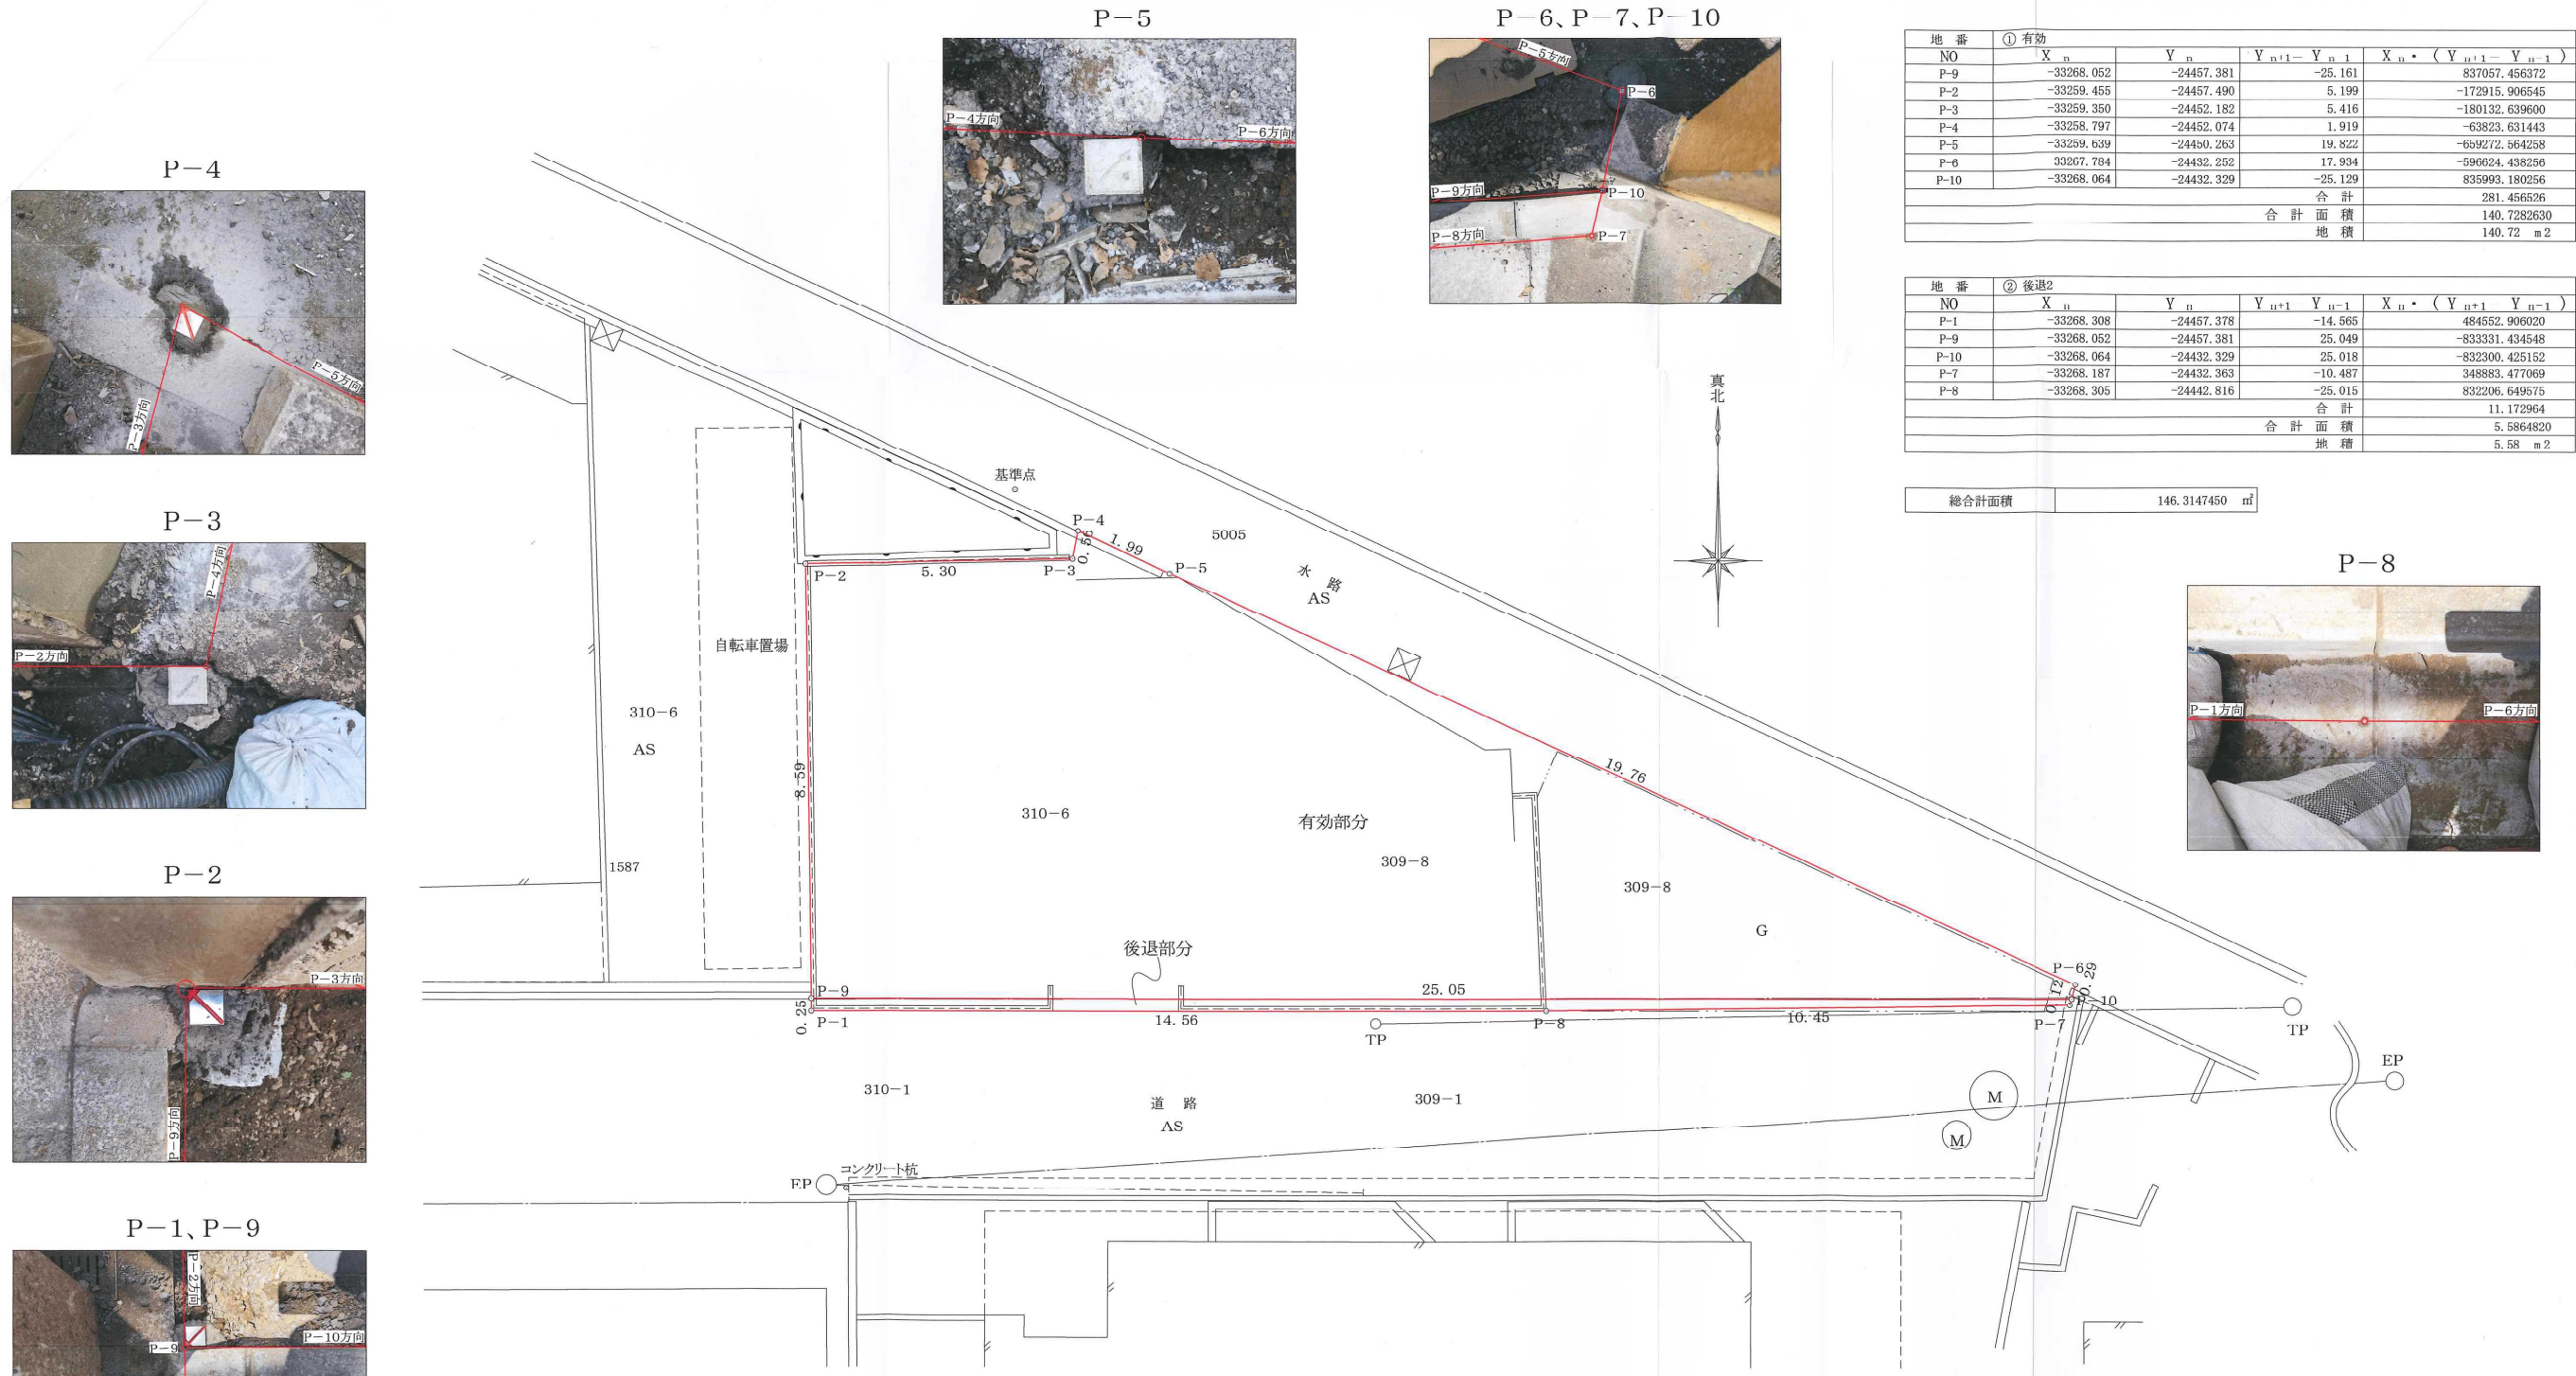 P-5
P-4方向
P-6方向
P-6、P-7、P-10
P-5方向
P-6
P-9方向
P-10
P-8方向
P-7
地 番 ① 有効
NO X n Y n Y n+1- Y n-1 X n・( Y n+1- Y n-1 )
P-9 -33268.052 -24457.381 -25.161 837057.456372
P-2 -33259.455 -24457.490 5.199 -172915.906545
P-3 -33259.350 -24452.182 5.416 -180132.639600
P-4 -33258.797 -24452.074 1.919 -63823.631443
P-5 -33259.639 -24450.263 19.822 -659272.564258
P-6 33267.784 -24432.252 17.934 -596624.438256
P-10 -33268.064 -24432.329 -25.129 835993.180256
合 計 281.456526
合 計 面 積 140.7282630
地 積 140.72 m2
地 番 ② 後退2
NO X n Y n Y n+1 Y n-1 X n・( Y n+1 Y n-1 )
P-1 -33268.308 -24457.378 -14.565 484552.906020
P-9 -33268.052 -24457.381 25.049 -833331.434548
P-10 -33268.064 -24432.329 25.018 -832300.425152
P-7 -33268.187 -24432.363 -10.487 348883.477069
P-8 -33268.305 -24442.816 -25.015 832206.649575
合 計 11.172964
合 計 面 積 5.5864820
地 積 5.58 m2
総合計面積 146.3147450 ㎡
P-4
P-5方向
P-3方向
P-3
P-4方向
P-2方向
P-2
P-3方向
P-9方向
P-1、P-9
P-2方向
P-9
P-10方向
P-8
P-1方向
P-6方向
真北
基準点
P-4
0.56
1.99
5005
P-2
5.30
P-3
P-5
水路
AS
自転車置場
310-6
AS
8.59
19.76
310-6
有効部分
309-8
1587
309-8
G
後退部分
P-6
0.29
P-9
25.05
0.12
P-10
0.25
P-1
14.56
P-8
10.45
P-7
TP
TP
EP
310-1
道 路
AS
309-1
M
M
コンクリート杭
EP